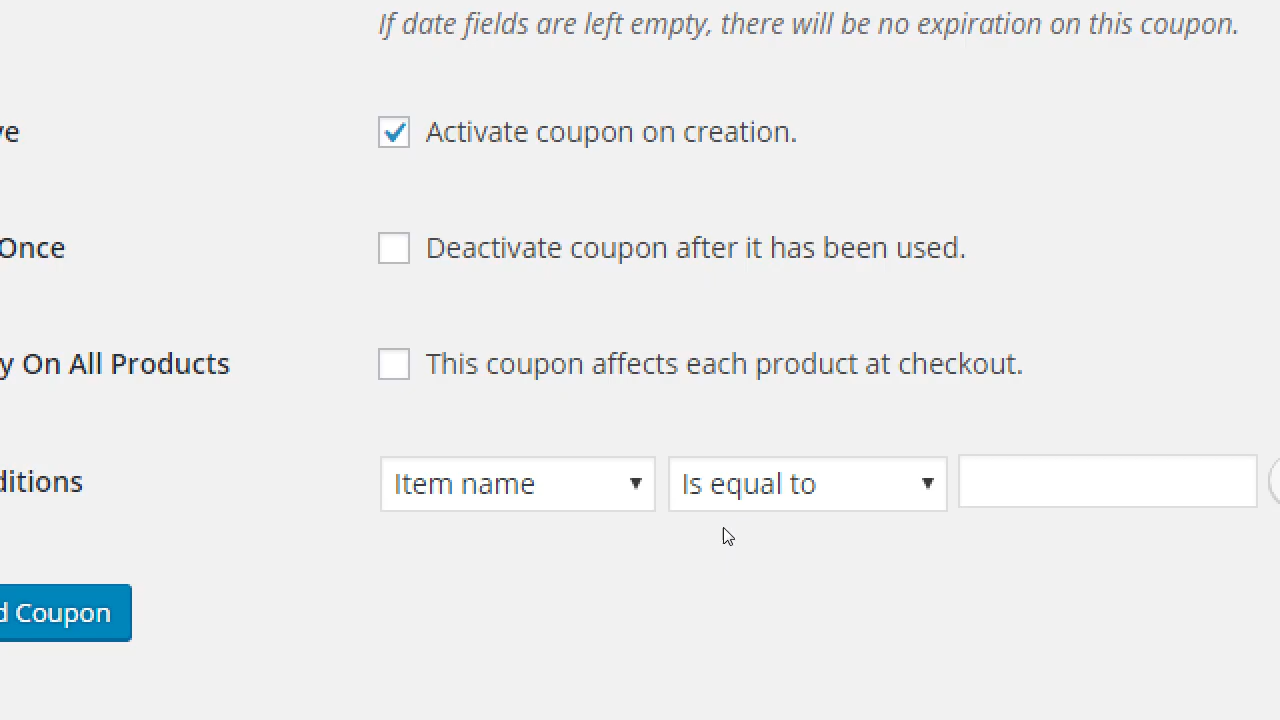 If date fields are left empty, there will be no expiration on this coupon.
ve Activate coupon on creation.
Once Deactivate coupon after it has been used.
y On All Products This coupon affects each product at checkout.
ditions Item name Is equal to
d Coupon